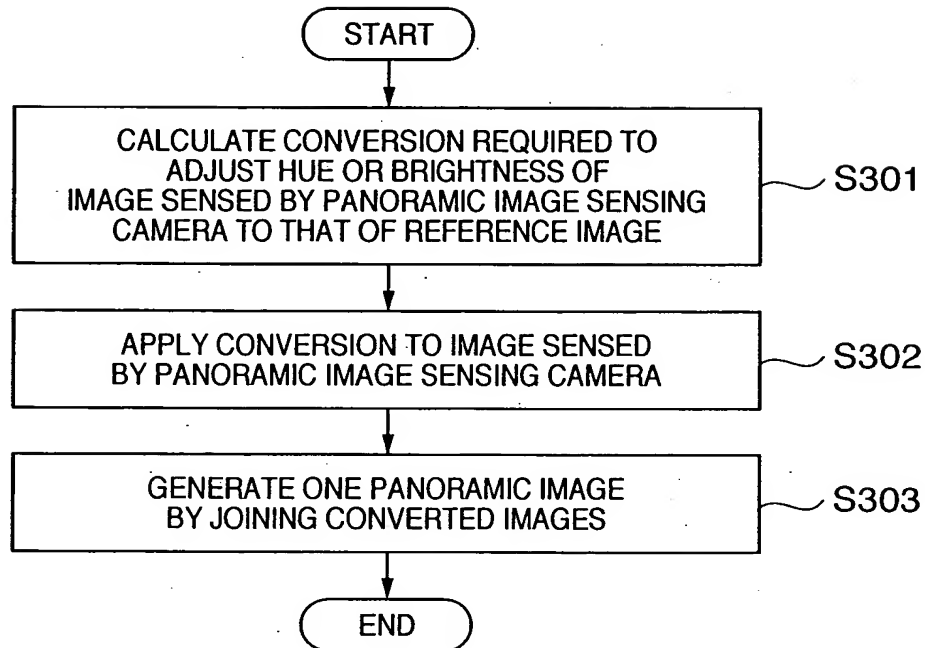 START
CALCULATE CONVERSION REQUIRED TO
ADJUST HUE OR BRIGHTNESS OF
IMAGE SENSED BY PANORAMIC IMAGE SENSING
CAMERA TO THAT OF REFERENCE IMAGE
S301
APPLY CONVERSION TO IMAGE SENSED
BY PANORAMIC IMAGE SENSING CAMERA
S302
GENERATE ONE PANORAMIC IMAGE
BY JOINING CONVERTED IMAGES
S303
END